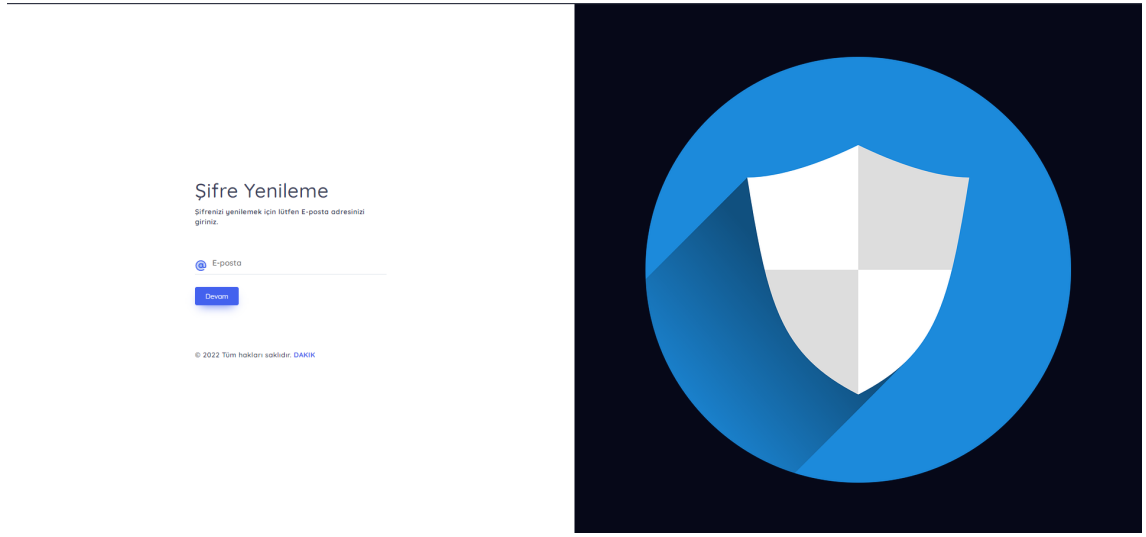 Şifre Yenileme
Şifrenizi yenilemek için lütfen E-posta adresinizi
giriniz.
@ E-posta
Devam
© 2022 Tüm hakları saklıdır. DAKIK